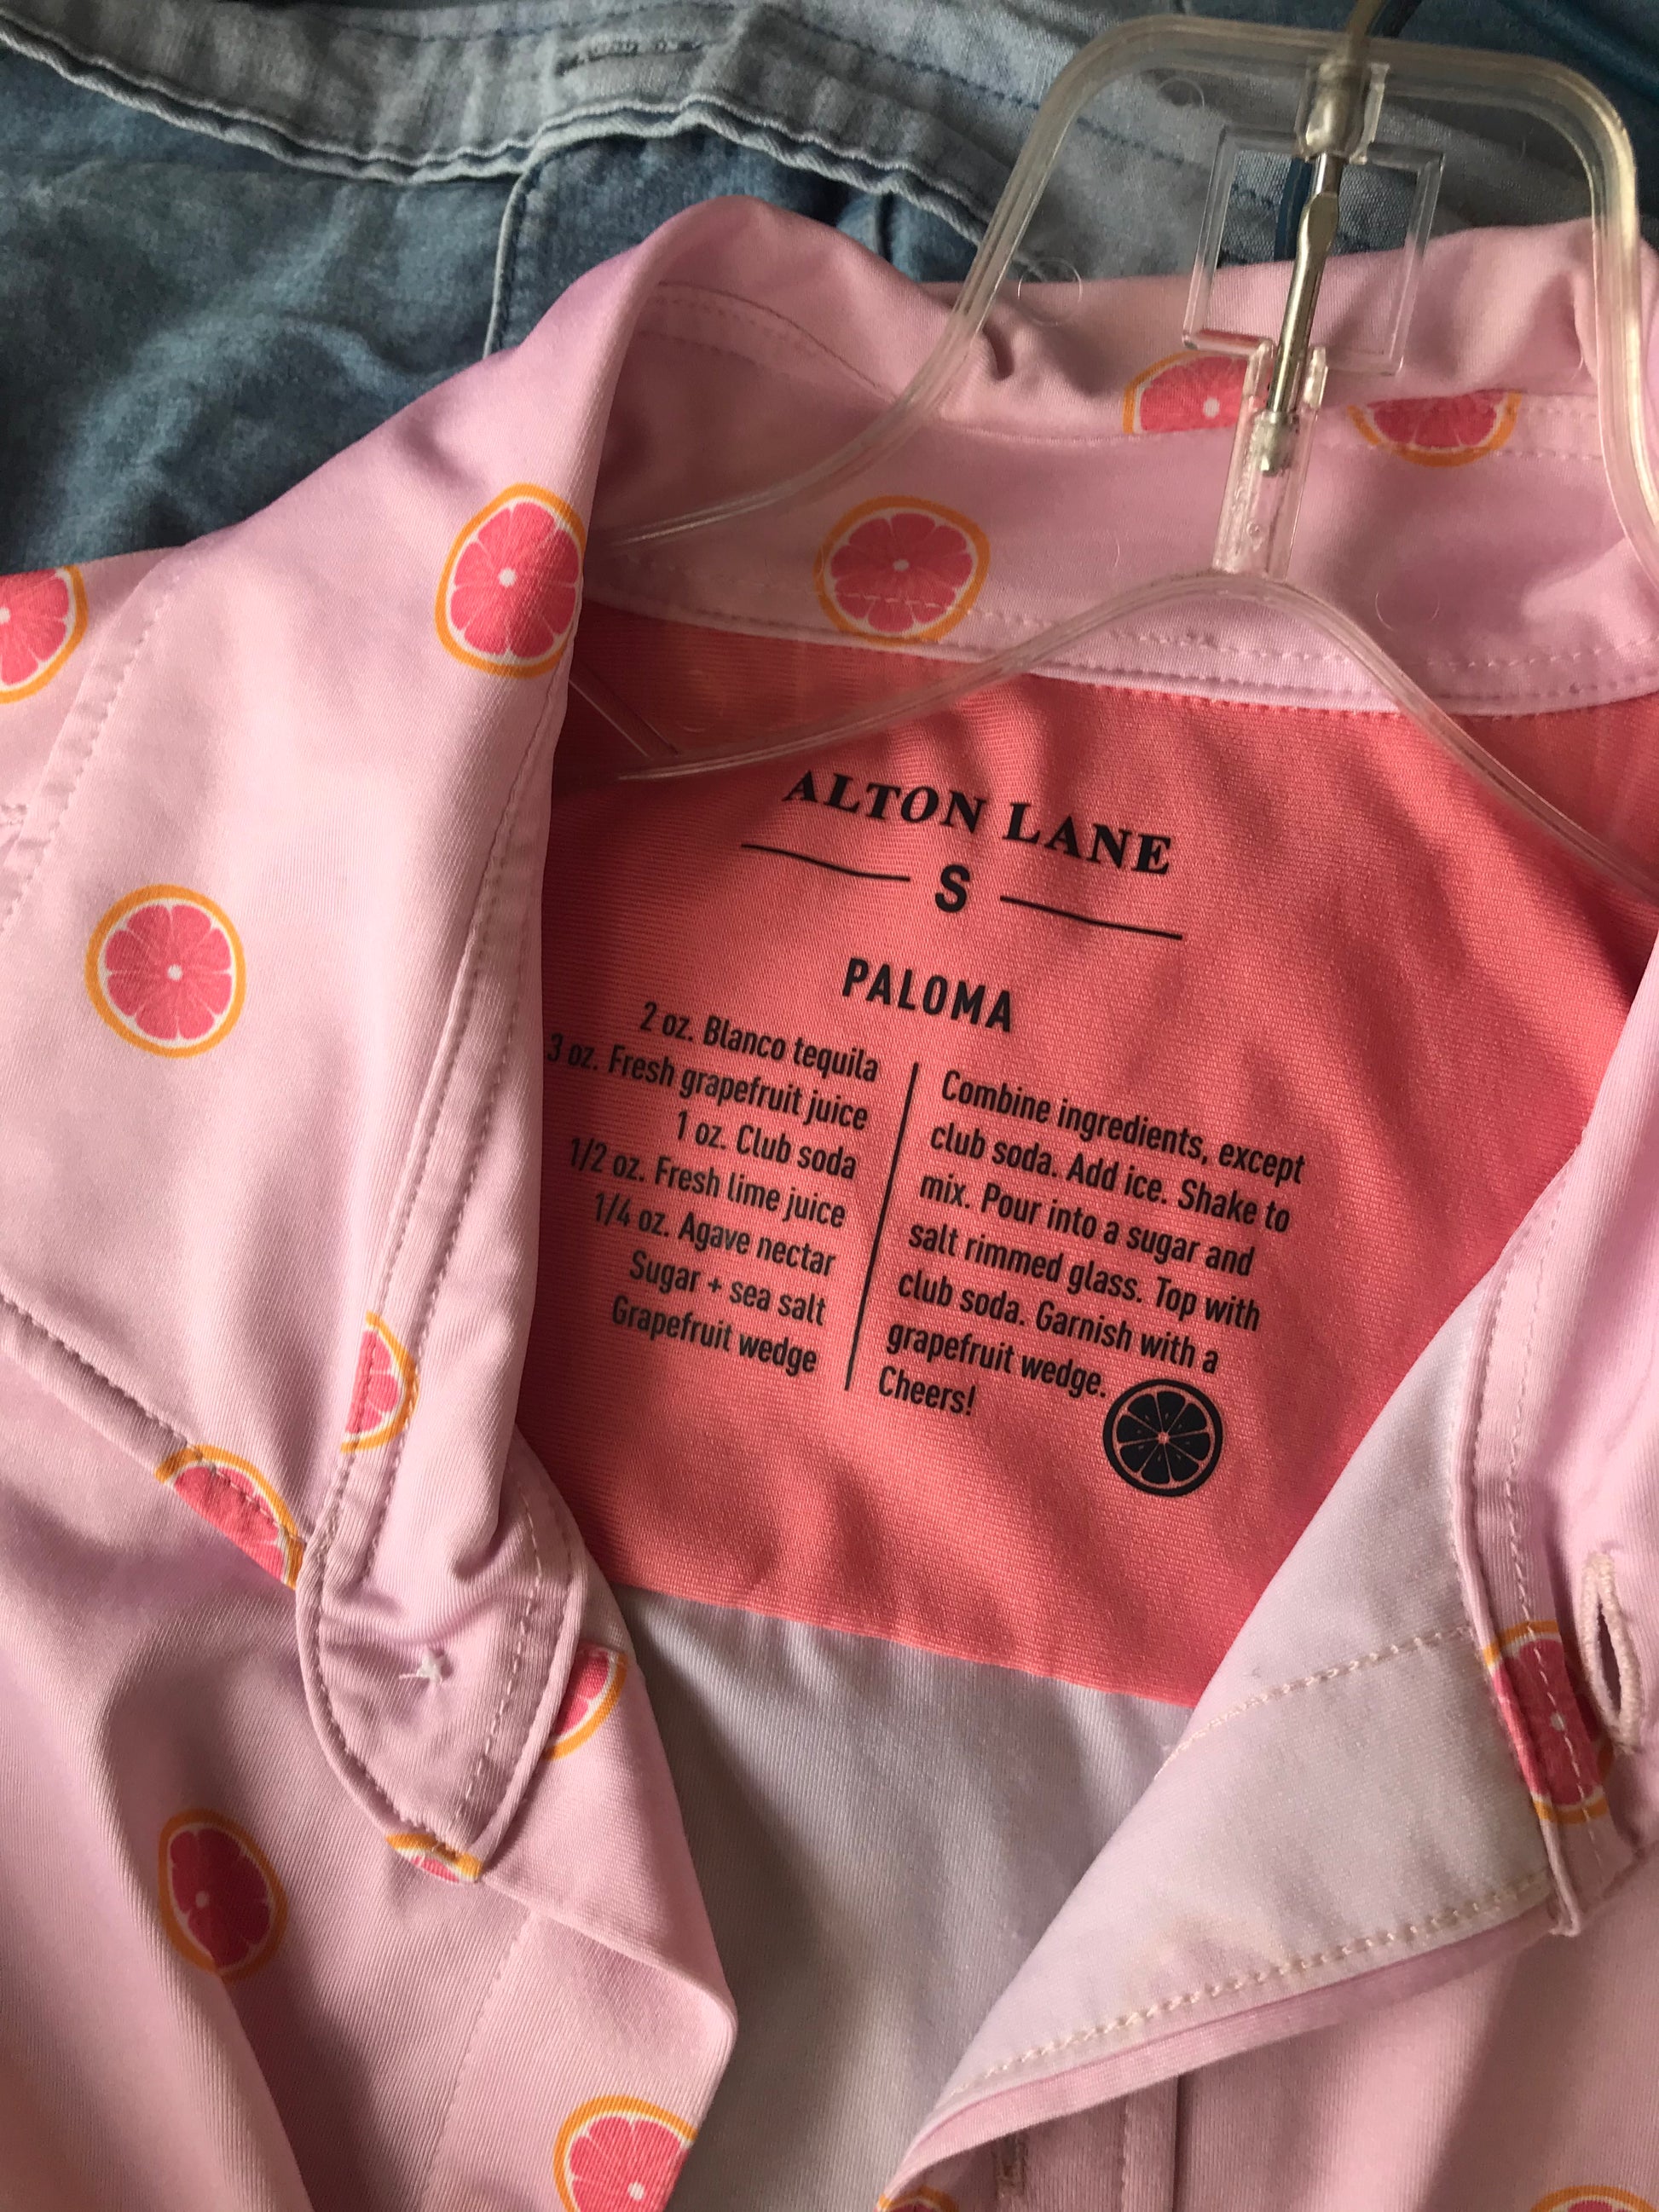 ALTON LANE
S
PALOMA
2 oz. Blanco tequila
3 oz. Fresh grapefruit juice
1 oz. Club soda
1/2 oz. Fresh lime juice
1/4 oz. Agave nectar
Sugar + sea salt
Grapefruit wedge
Combine ingredients, except
club soda. Add ice. Shake to
mix. Pour into a sugar and
salt rimmed glass. Top with
club soda. Garnish with a
grapefruit wedge.
Cheers!